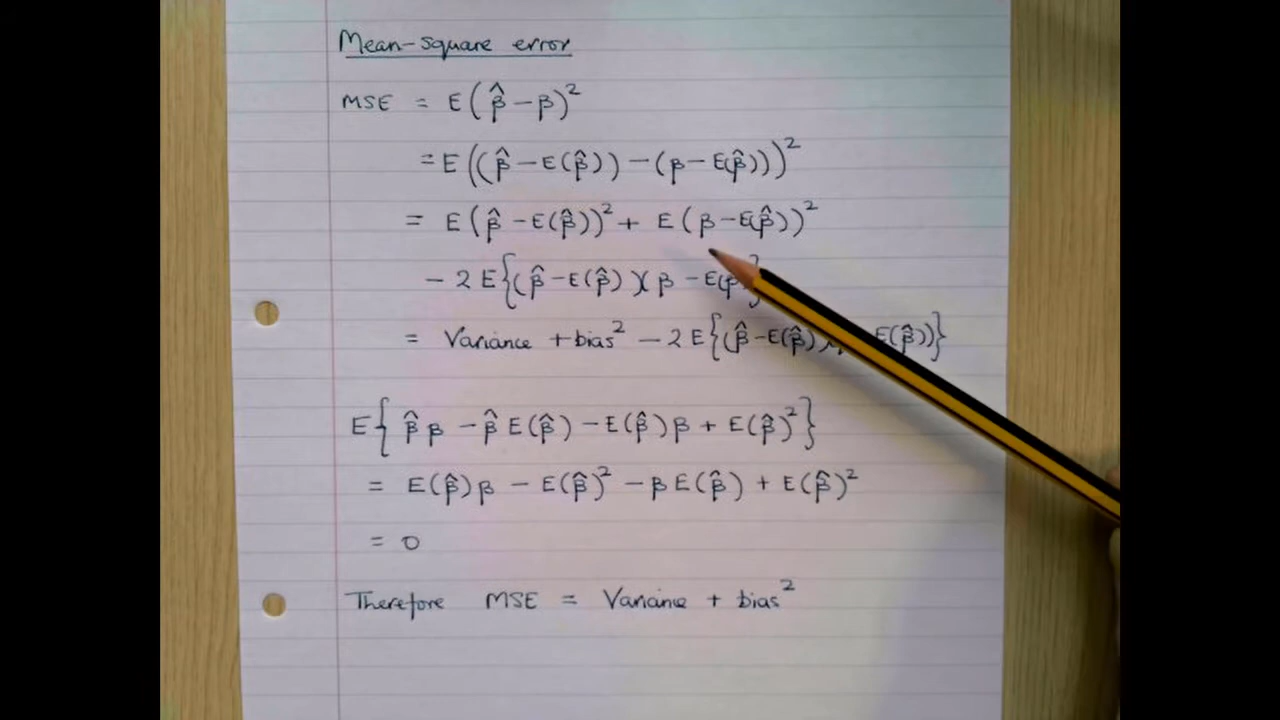 Mean-square error
MSE = E(β̂ − β)²
= E((β̂ − E(β̂)) − (β − E(β̂)))²
= E(β̂ − E(β̂))² + E(β − E(β̂))²
− 2E{(β̂ − E(β̂))(β − E(β
= Variance + bias² − 2E{(β̂ − E(β̂)) E(β̂))}
E{β̂β − β̂E(β̂) − E(β̂)β + E(β̂)²}
= E(β̂)β − E(β̂)² − βE(β̂) + E(β̂)²
= 0
Therefore MSE = Variance + bias²